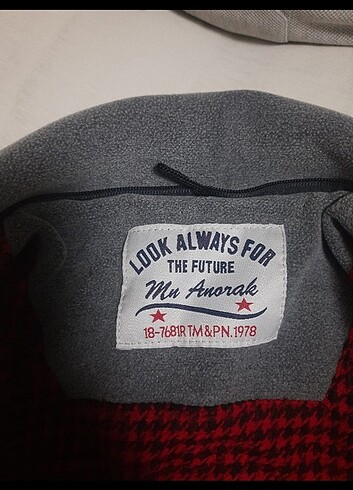 LOOK ALWAYS FOR
THE FUTURE
Mn Anorak
18-7681R TM&P N. 1978